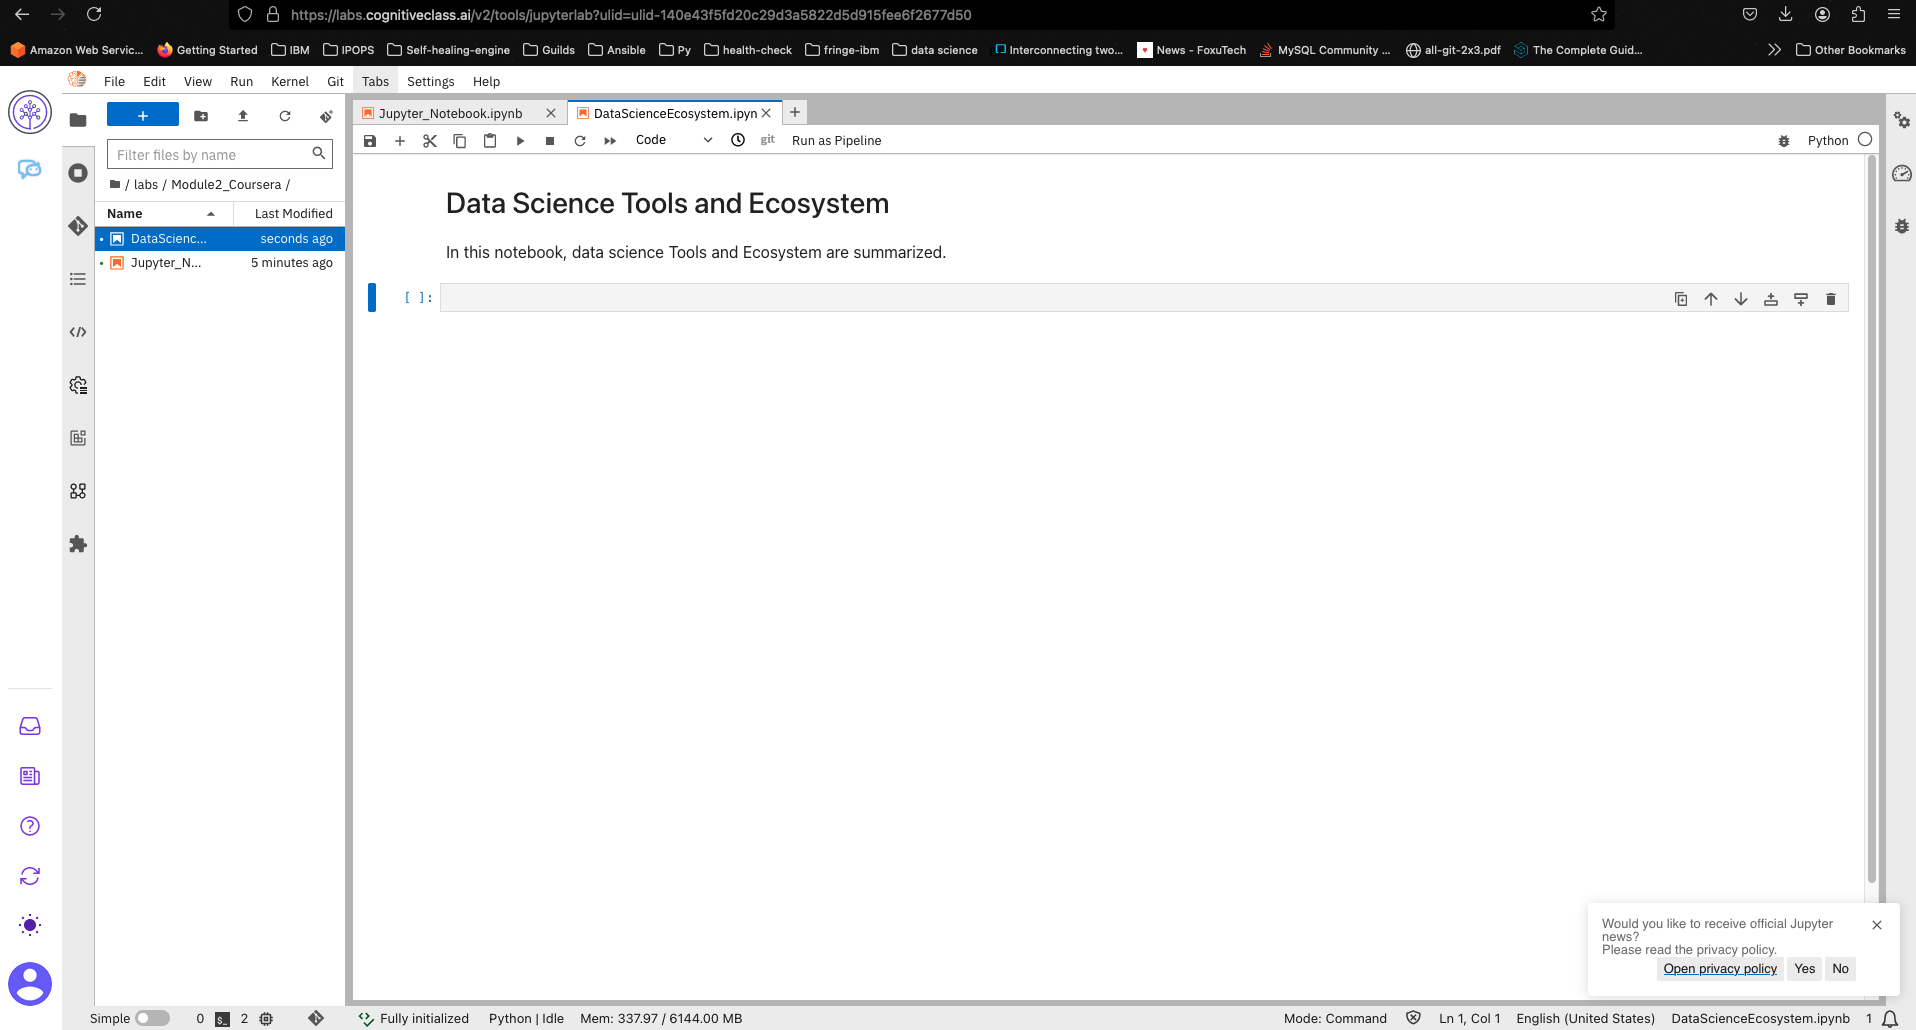 https://labs.cognitiveclass.ai/v2/tools/jupyterlab?ulid=ulid-140e43f5fd20c29d3a5822d5d915fee6f2677d50
Amazon Web Servic... Getting Started IBM IPOPS Self-healing-engine Guilds Ansible Py health-check fringe-ibm data science Interconnecting two... News - FoxuTech MySQL Community ... all-git-2x3.pdf The Complete Guid... Other Bookmarks
File Edit View Run Kernel Git Tabs Settings Help
Jupyter_Notebook.ipynb DataScienceEcosystem.ipyn
Code git Run as Pipeline Python
Filter files by name
/ labs / Module2_Coursera /
Name Last Modified
DataScienc... seconds ago
Jupyter_N... 5 minutes ago
Data Science Tools and Ecosystem
In this notebook, data science Tools and Ecosystem are summarized.
[ ]:
Would you like to receive official Jupyter
news?
Please read the privacy policy.
Open privacy policy Yes No
Simple 0 $_ 2 Fully initialized Python | Idle Mem: 337.97 / 6144.00 MB Mode: Command Ln 1, Col 1 English (United States) DataScienceEcosystem.ipynb 1